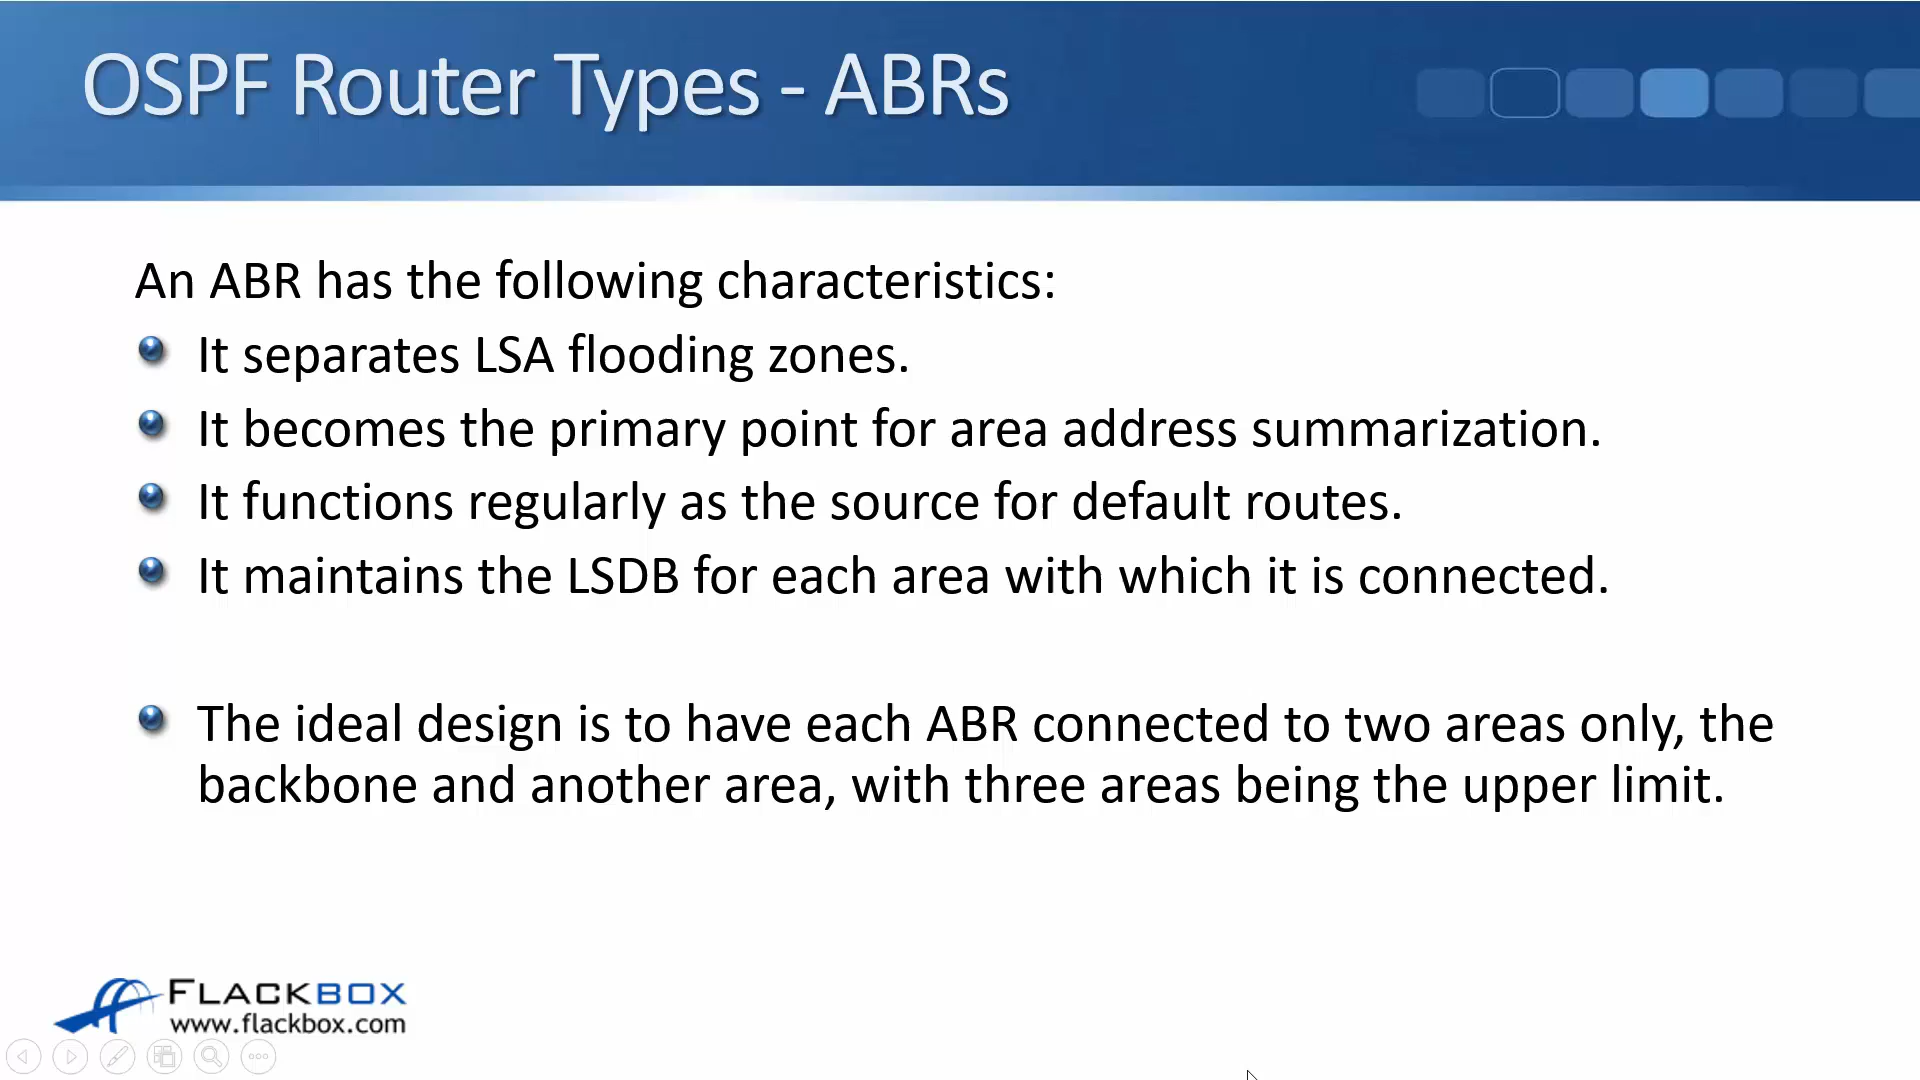 OSPF Router Types - ABRs
An ABR has the following characteristics:
It separates LSA flooding zones.
It becomes the primary point for area address summarization.
It functions regularly as the source for default routes.
It maintains the LSDB for each area with which it is connected.
The ideal design is to have each ABR connected to two areas only, the
backbone and another area, with three areas being the upper limit.
FLACKBOX
www.flackbox.com